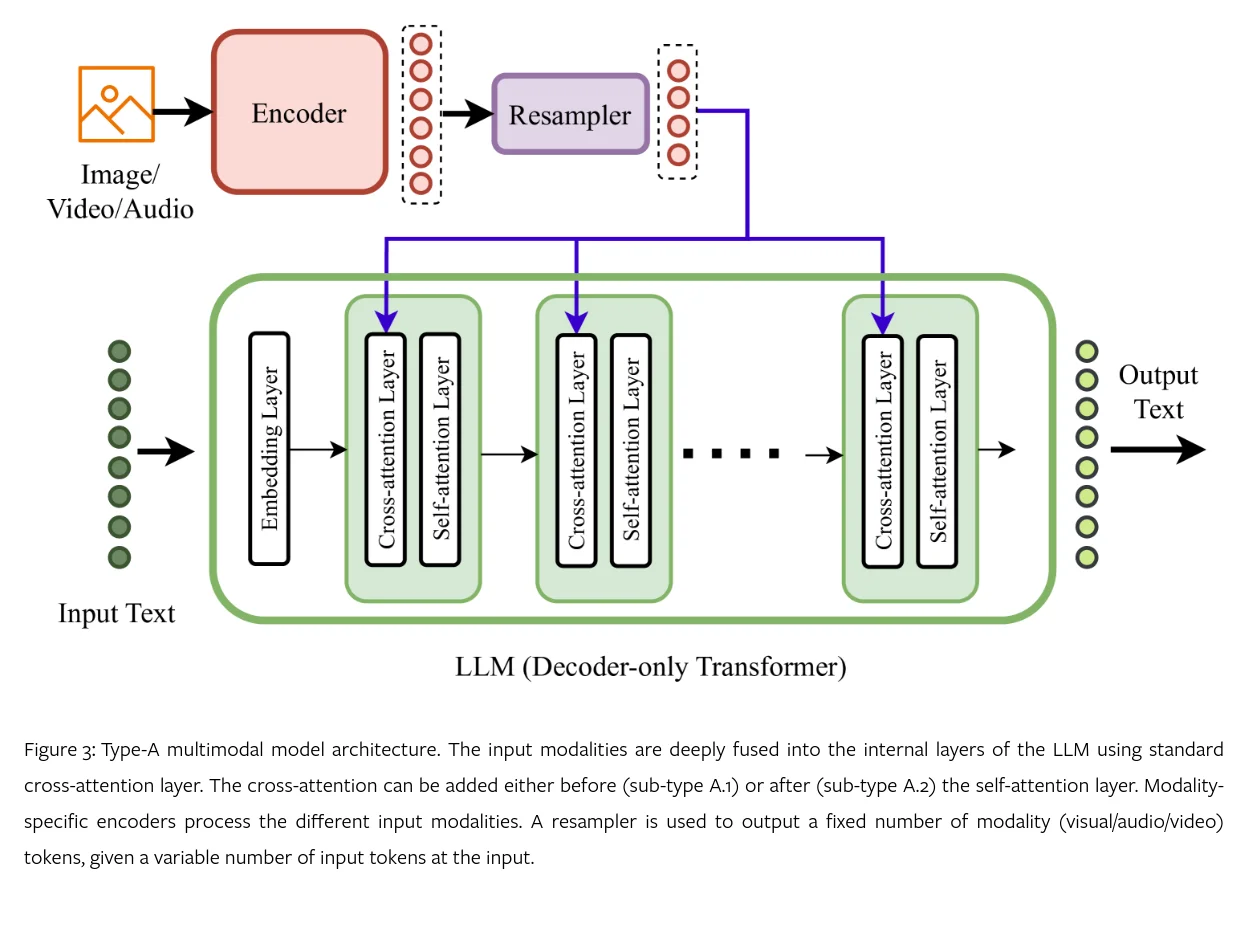 Encoder
Resampler
Image/
Video/Audio
Embedding Layer
Cross-attention Layer
Self-attention Layer
Cross-attention Layer
Self-attention Layer
Cross-attention Layer
Self-attention Layer
Output
Text
Input Text
LLM (Decoder-only Transformer)
Figure 3: Type-A multimodal model architecture. The input modalities are deeply fused into the internal layers of the LLM using standard
cross-attention layer. The cross-attention can be added either before (sub-type A.1) or after (sub-type A.2) the self-attention layer. Modality-
specific encoders process the different input modalities. A resampler is used to output a fixed number of modality (visual/audio/video)
tokens, given a variable number of input tokens at the input.